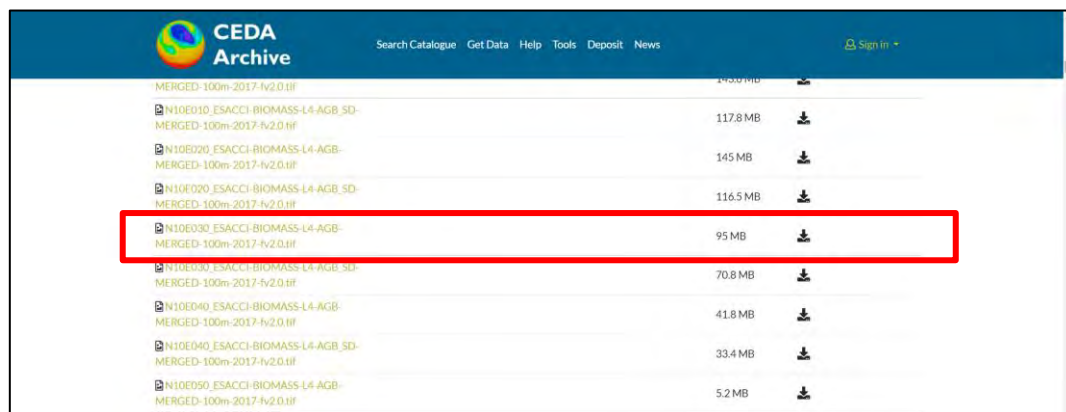 CEDA
Archive
Search Catalogue Get Data Help Tools Deposit News
Sign in
MERGED-100m-2017-fv2.0.tif
143.6 MB
N10E010_ESACCI-BIOMASS-L4-AGB_SD-
MERGED-100m-2017-fv2.0.tif
117.8 MB
N10E020_ESACCI-BIOMASS-L4-AGB-
MERGED-100m-2017-fv2.0.tif
145 MB
N10E020_ESACCI-BIOMASS-L4-AGB_SD-
MERGED-100m-2017-fv2.0.tif
116.5 MB
N10E030_ESACCI-BIOMASS-L4-AGB-
MERGED-100m-2017-fv2.0.tif
95 MB
N10E030_ESACCI-BIOMASS-L4-AGB_SD-
MERGED-100m-2017-fv2.0.tif
70.8 MB
N10E040_ESACCI-BIOMASS-L4-AGB-
MERGED-100m-2017-fv2.0.tif
41.8 MB
N10E040_ESACCI-BIOMASS-L4-AGB_SD-
MERGED-100m-2017-fv2.0.tif
33.4 MB
N10E050_ESACCI-BIOMASS-L4-AGB-
MERGED-100m-2017-fv2.0.tif
5.2 MB